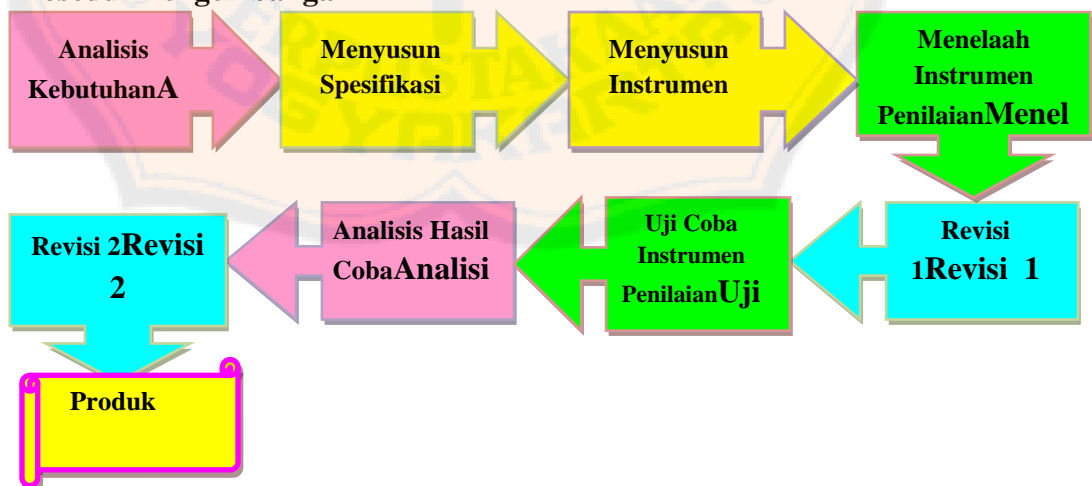 Analisis
KebutuhanA
Menyusun
Spesifikasi
Menyusun
Instrumen
Menelaah
Instrumen
PenilaianMenel
Revisi
1Revisi 1
Uji Coba
Instrumen
PenilaianUji
Analisis Hasil
CobaAnalisi
Revisi 2Revisi
2
Produk